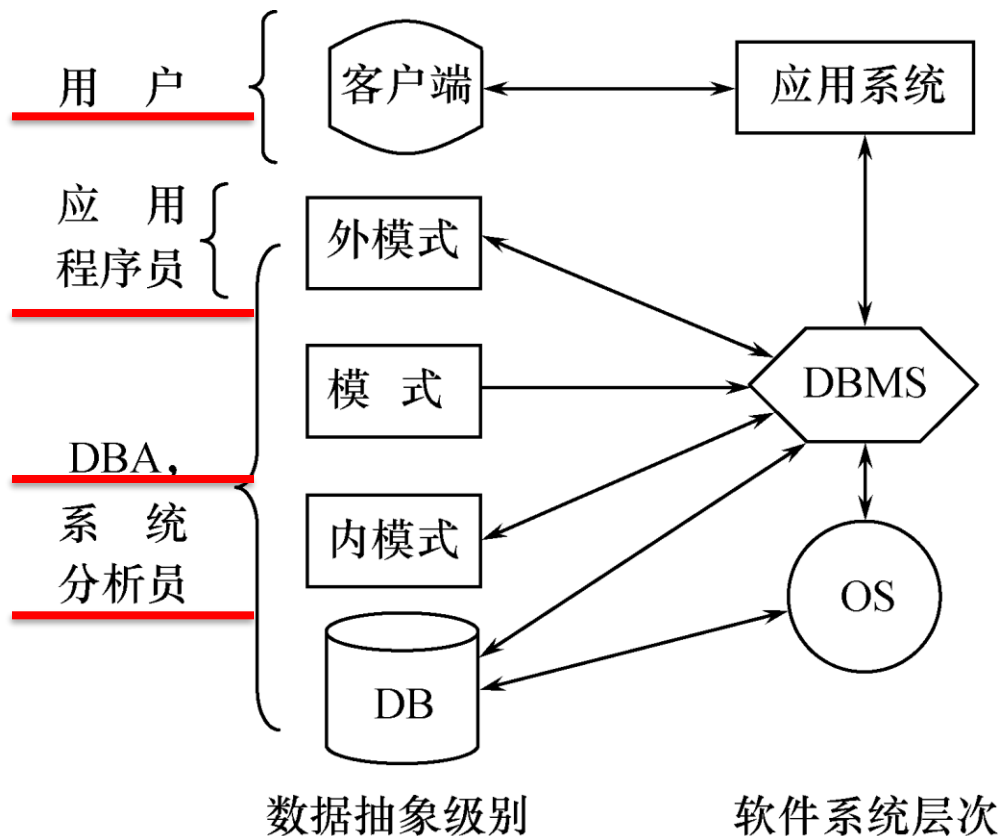 用 户
客户端
应用系统
应 用
程序员
外模式
模 式
DBMS
DBA,
系 统
分析员
内模式
OS
DB
数据抽象级别
软件系统层次